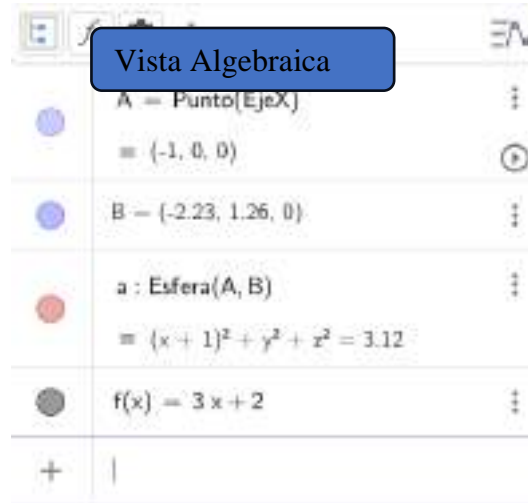 Vista Algebraica
A = Punto(EjeX)
≡ (-1, 0, 0)
B = (-2.23, 1.26, 0)
a : Esfera(A, B)
≡ (x + 1)² + y² + z² = 3.12
f(x) = 3 x + 2